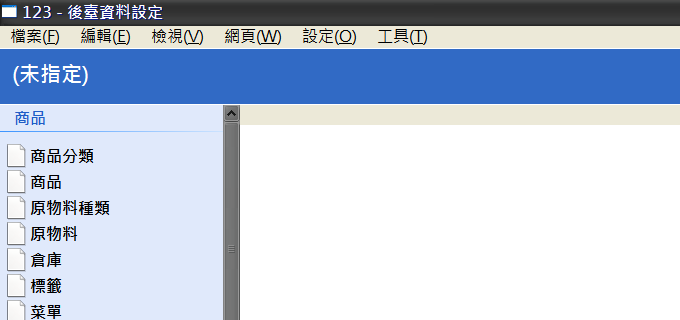 123 - 後臺資料設定
檔案(F) 編輯(E) 檢視(V) 網頁(W) 設定(O) 工具(T)
(未指定)
商品
商品分類
商品
原物料種類
原物料
倉庫
標籤
菜單